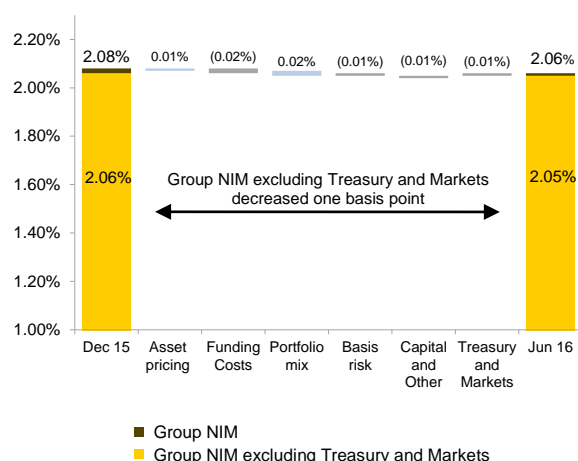 2.20%
2.00%
1.80%
1.60%
1.40%
1.20%
1.00%
2.08%
0.01%
(0.02%)
0.02%
(0.01%)
(0.01%)
(0.01%)
2.06%
2.06%
2.05%
Group NIM excluding Treasury and Markets
decreased one basis point
Dec 15
Asset
pricing
Funding
Costs
Portfolio
mix
Basis
risk
Capital
and
Other
Treasury
and
Markets
Jun 16
Group NIM
Group NIM excluding Treasury and Markets